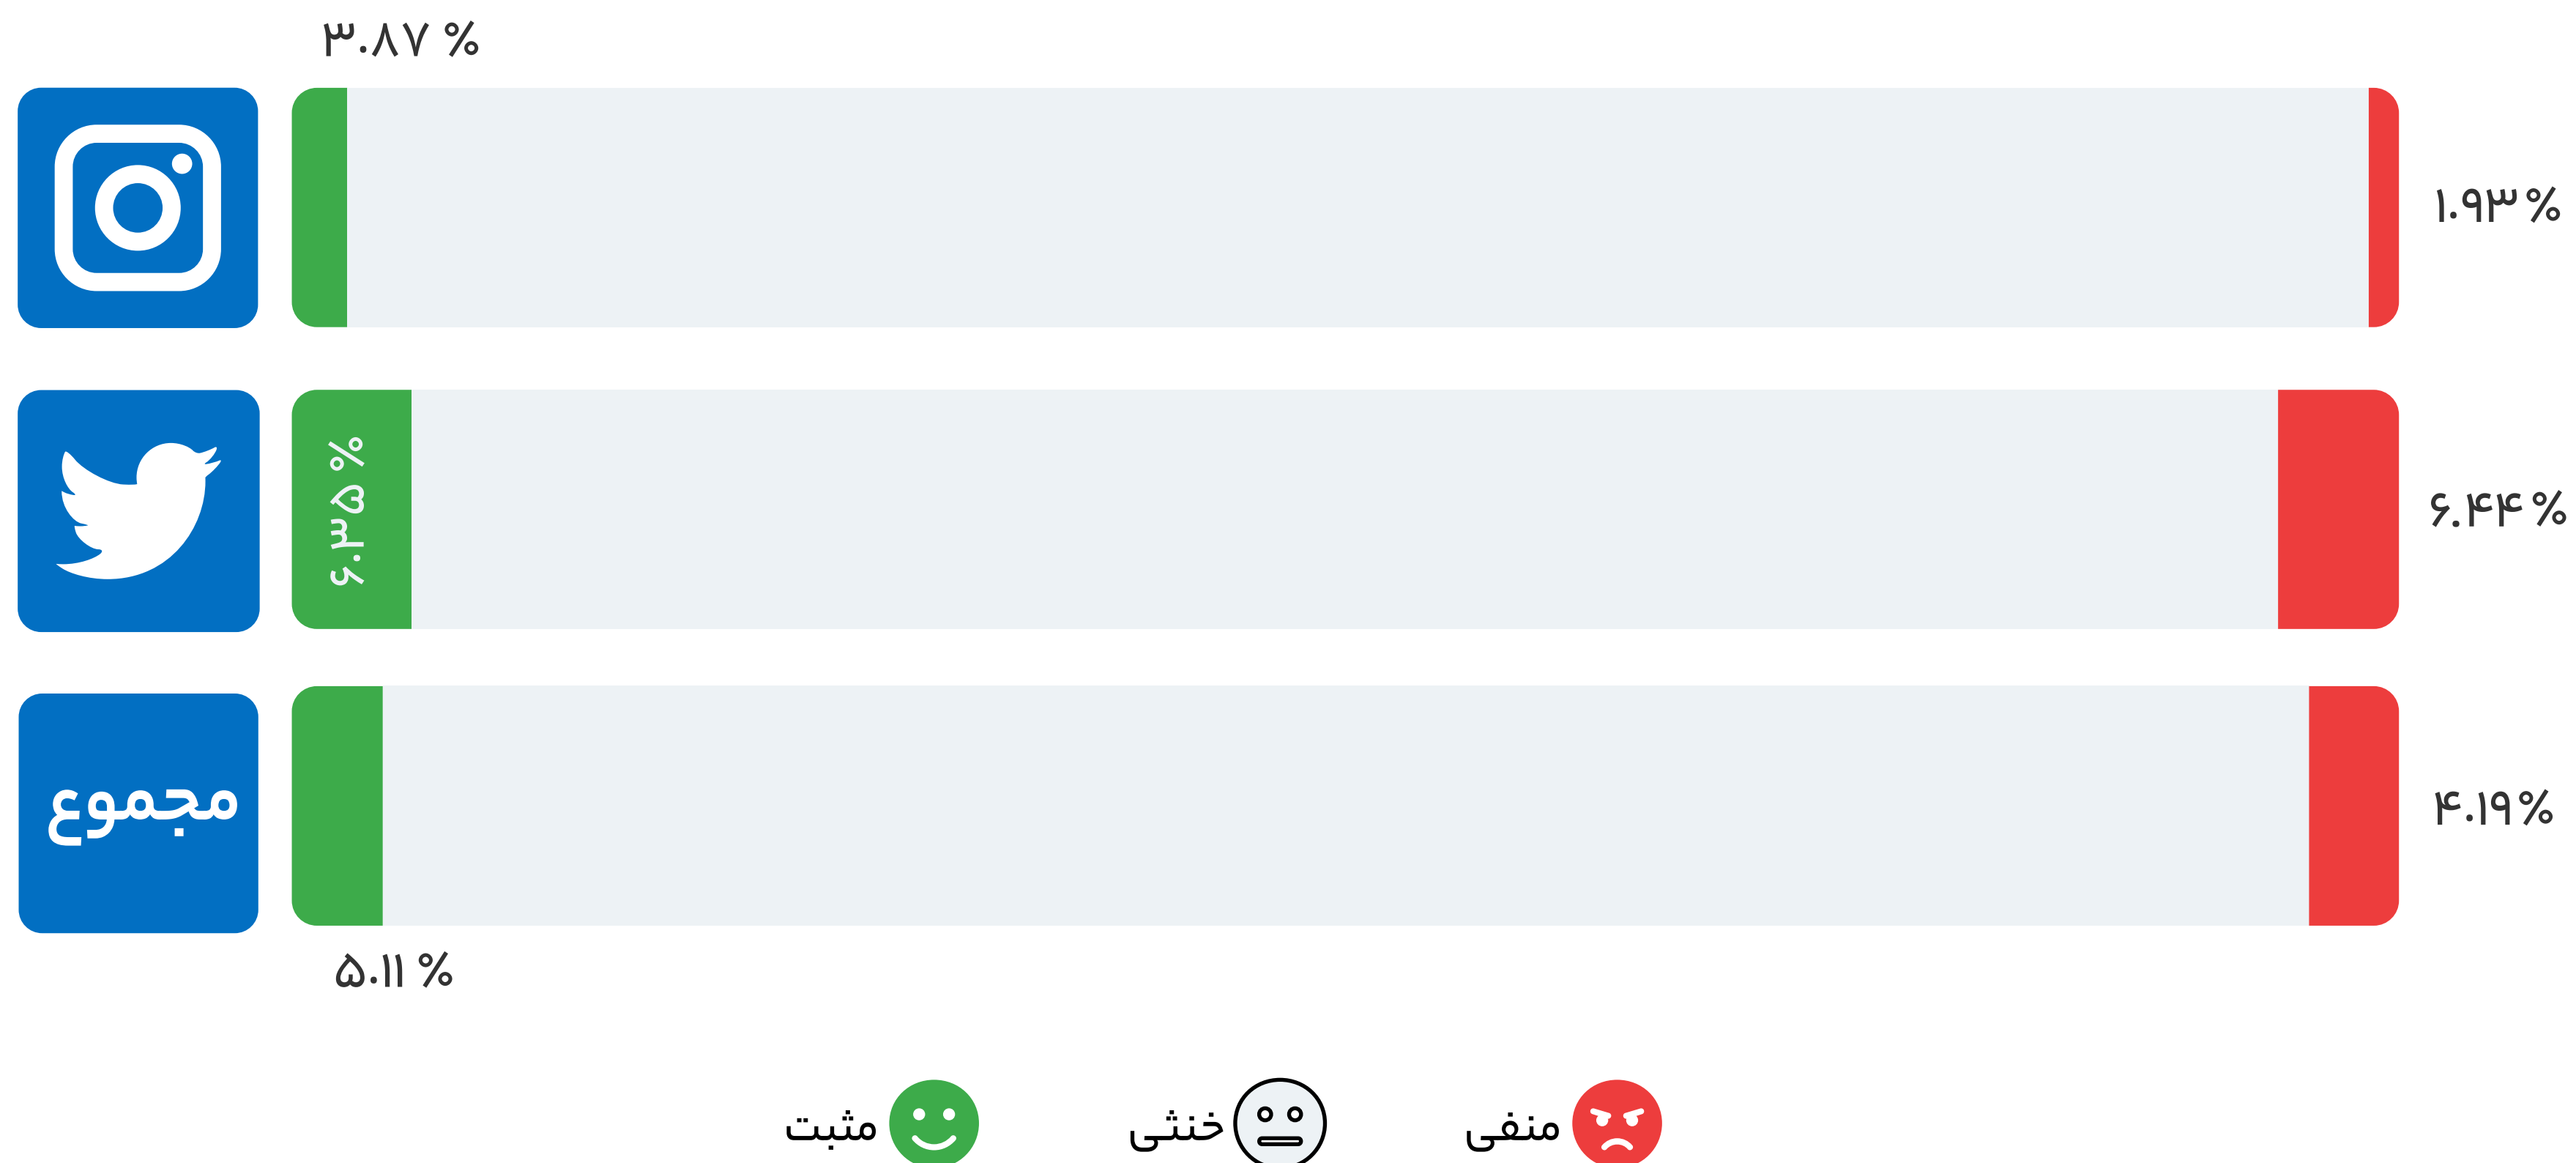 ۳.۸۷ %
۱.۹۳ %
۶.۳۵ %
۶.۴۴ %
مجموع
۴.۱۹ %
۵.۱۱ %
منفی
خنثی
مثبت